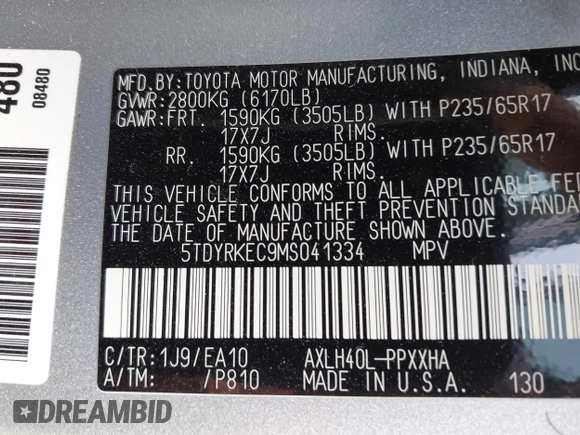 480
08480
MFD.BY:TOYOTA MOTOR MANUFACTURING, INDIANA, INC
GVWR:2800KG (6170LB)
GAWR:FRT. 1590KG (3505LB) WITH P235/65R17
17X7J RIMS.
RR. 1590KG (3505LB) WITH P235/65R17
17X7J RIMS.
THIS VEHICLE CONFORMS TO ALL APPLICABLE FED
VEHICLE SAFETY AND THEFT PREVENTION STANDA
THE DATE OF MANUFACTURE SHOWN ABOVE.
5TDYRKEC9MS041334 MPV
C/TR:1J9/EA10 AXLH40L-PPXXHA
A/TM: /P810 MADE IN U.S.A. 130
DREAMBID